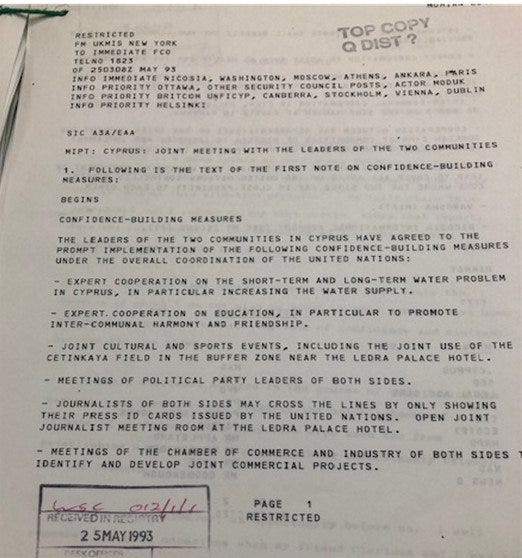 TOP COPY
Q DIST ?
RESTRICTED
FM UKMIS NEW YORK
TO IMMEDIATE FCO
TELNO 1823
OF 250308Z MAY 93
INFO IMMEDIATE NICOSIA, WASHINGTON, MOSCOW, ATHENS, ANKARA, PARIS
INFO PRIORITY OTTAWA, OTHER SECURITY COUNCIL POSTS, ACTOR MODUK
INFO PRIORITY BRITCON UNFICYP, CANBERRA, STOCKHOLM, VIENNA, DUBLIN
INFO PRIORITY HELSINKI
SIC A3A/EAA
MIPT: CYPRUS: JOINT MEETING WITH THE LEADERS OF THE TWO COMMUNITIES
1. FOLLOWING IS THE TEXT OF THE FIRST NOTE ON CONFIDENCE-BUILDING
MEASURES:
BEGINS
CONFIDENCE-BUILDING MEASURES
THE LEADERS OF THE TWO COMMUNITIES IN CYPRUS HAVE AGREED TO THE
PROMPT IMPLEMENTATION OF THE FOLLOWING CONFIDENCE-BUILDING MEASURES
UNDER THE OVERALL COORDINATION OF THE UNITED NATIONS:
- EXPERT COOPERATION ON THE SHORT-TERM AND LONG-TERM WATER PROBLEM
IN CYPRUS, IN PARTICULAR INCREASING THE WATER SUPPLY.
- EXPERT COOPERATION ON EDUCATION, IN PARTICULAR TO PROMOTE
INTER-COMMUNAL HARMONY AND FRIENDSHIP.
- JOINT CULTURAL AND SPORTS EVENTS, INCLUDING THE JOINT USE OF THE
CETINKAYA FIELD IN THE BUFFER ZONE NEAR THE LEDRA PALACE HOTEL.
- MEETINGS OF POLITICAL PARTY LEADERS OF BOTH SIDES.
- JOURNALISTS OF BOTH SIDES MAY CROSS THE LINES BY ONLY SHOWING
THEIR PRESS ID CARDS ISSUED BY THE UNITED NATIONS. OPEN JOINT
JOURNALIST MEETING ROOM AT THE LEDRA PALACE HOTEL.
- MEETINGS OF THE CHAMBER OF COMMERCE AND INDUSTRY OF BOTH SIDES T
IDENTIFY AND DEVELOP JOINT COMMERCIAL PROJECTS.
PAGE 1
RESTRICTED
WSC 012/1/1
RECEIVED IN REGISTRY
25 MAY 1993